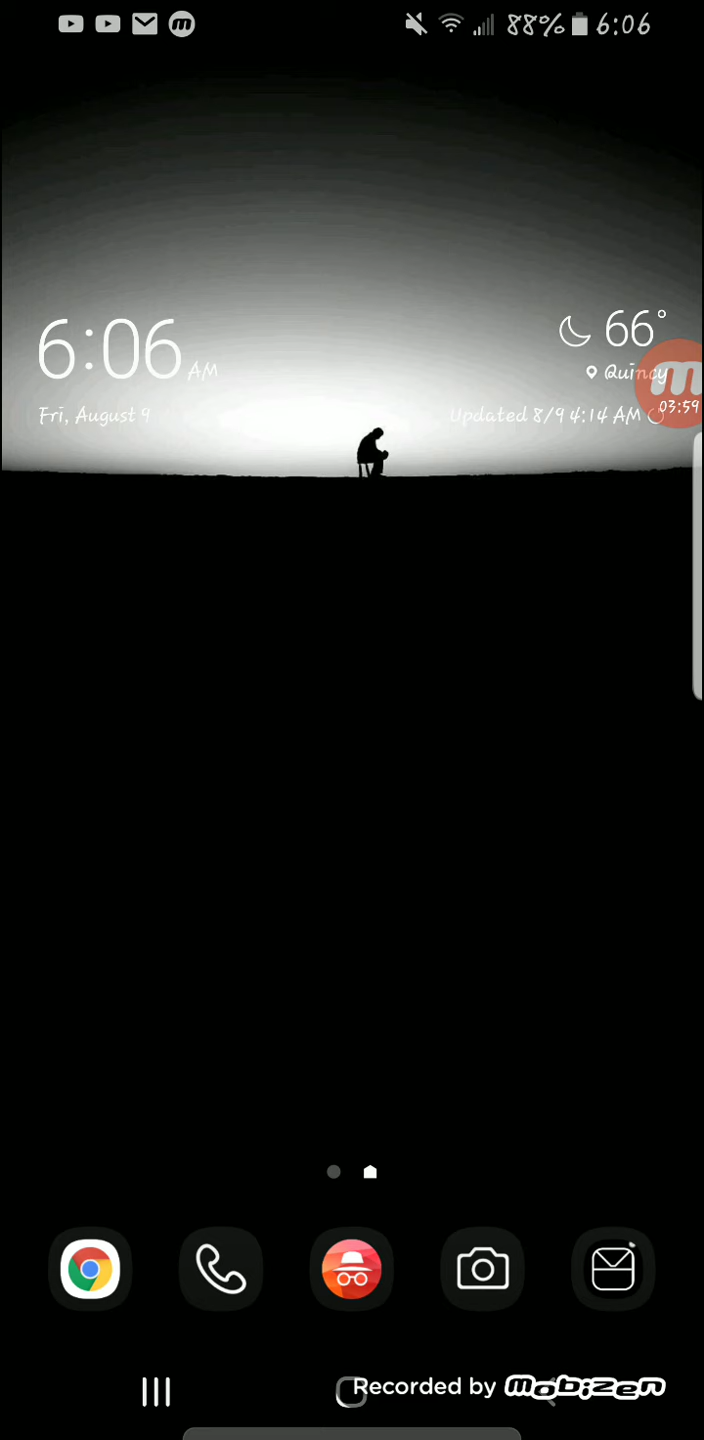 88% 6:06
6:06 AM
66°
Quincy
03:59
Fri, August 9
Updated 8/9 4:14 AM
Recorded by mobizen